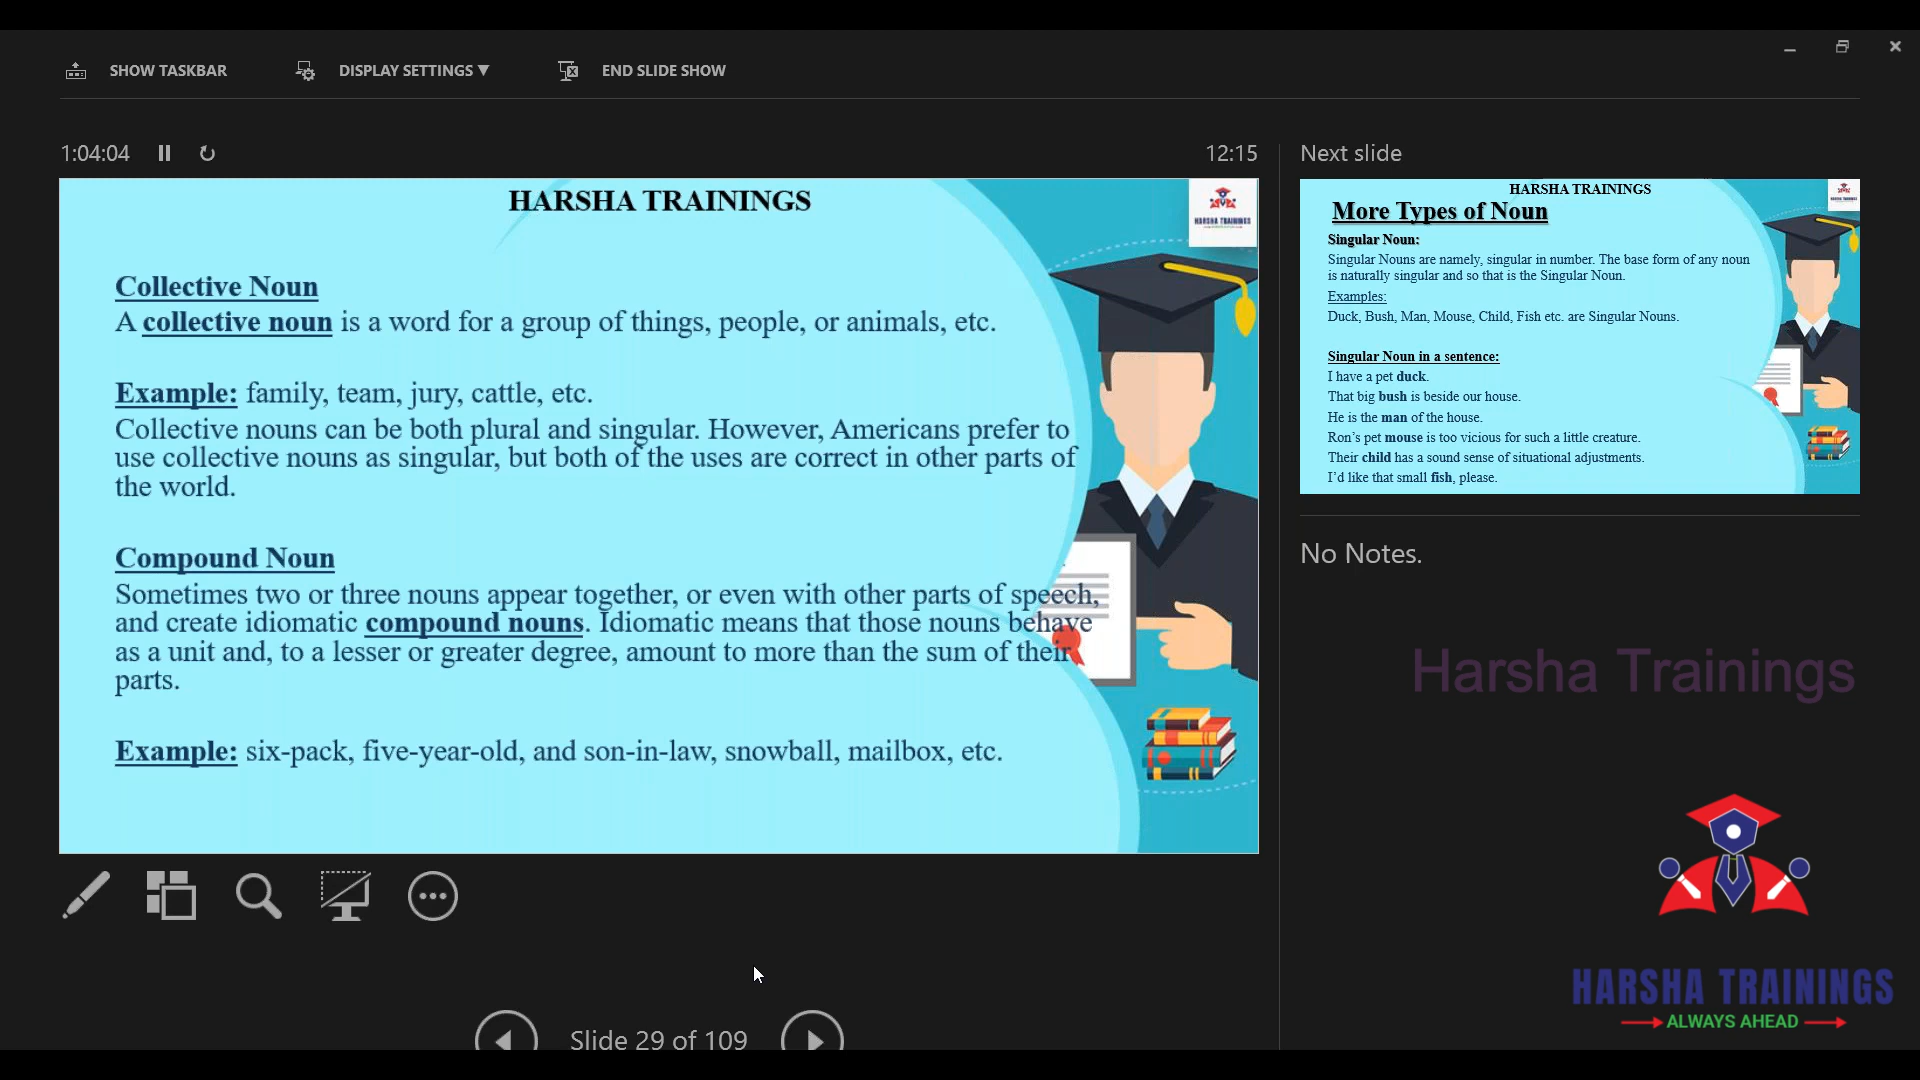 SHOW TASKBAR
DISPLAY SETTINGS ▼
END SLIDE SHOW
1:04:04
12:15
Next slide
HARSHA TRAININGS
HARSHA TRAININGS
Collective Noun
A collective noun is a word for a group of things, people, or animals, etc.
Example: family, team, jury, cattle, etc.
Collective nouns can be both plural and singular. However, Americans prefer to
use collective nouns as singular, but both of the uses are correct in other parts of
the world.
Compound Noun
Sometimes two or three nouns appear together, or even with other parts of speech,
and create idiomatic compound nouns. Idiomatic means that those nouns behave
as a unit and, to a lesser or greater degree, amount to more than the sum of their
parts.
Example: six-pack, five-year-old, and son-in-law, snowball, mailbox, etc.
HARSHA TRAININGS
HARSHA TRAININGS
More Types of Noun
Singular Noun:
Singular Nouns are namely, singular in number. The base form of any noun
is naturally singular and so that is the Singular Noun.
Examples:
Duck, Bush, Man, Mouse, Child, Fish etc. are Singular Nouns.
Singular Noun in a sentence:
I have a pet duck.
That big bush is beside our house.
He is the man of the house.
Ron's pet mouse is too vicious for such a little creature.
Their child has a sound sense of situational adjustments.
I'd like that small fish, please.
No Notes.
Harsha Trainings
HARSHA TRAININGS
ALWAYS AHEAD
Slide 29 of 109